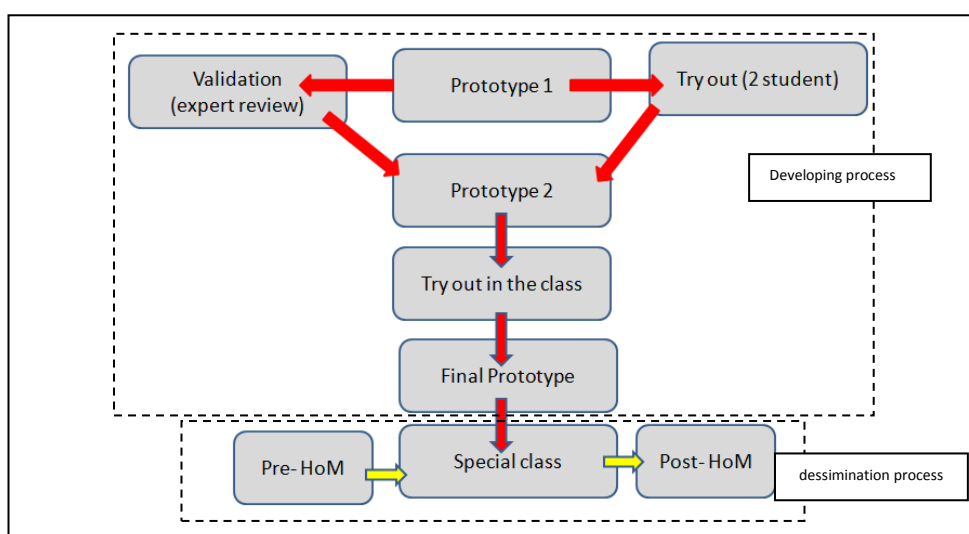 Validation
(expert review)
Prototype 1
Try out (2 student)
Developing process
Prototype 2
Try out in the class
Final Prototype
Pre- HoM
Special class
Post- HoM
dessimination process